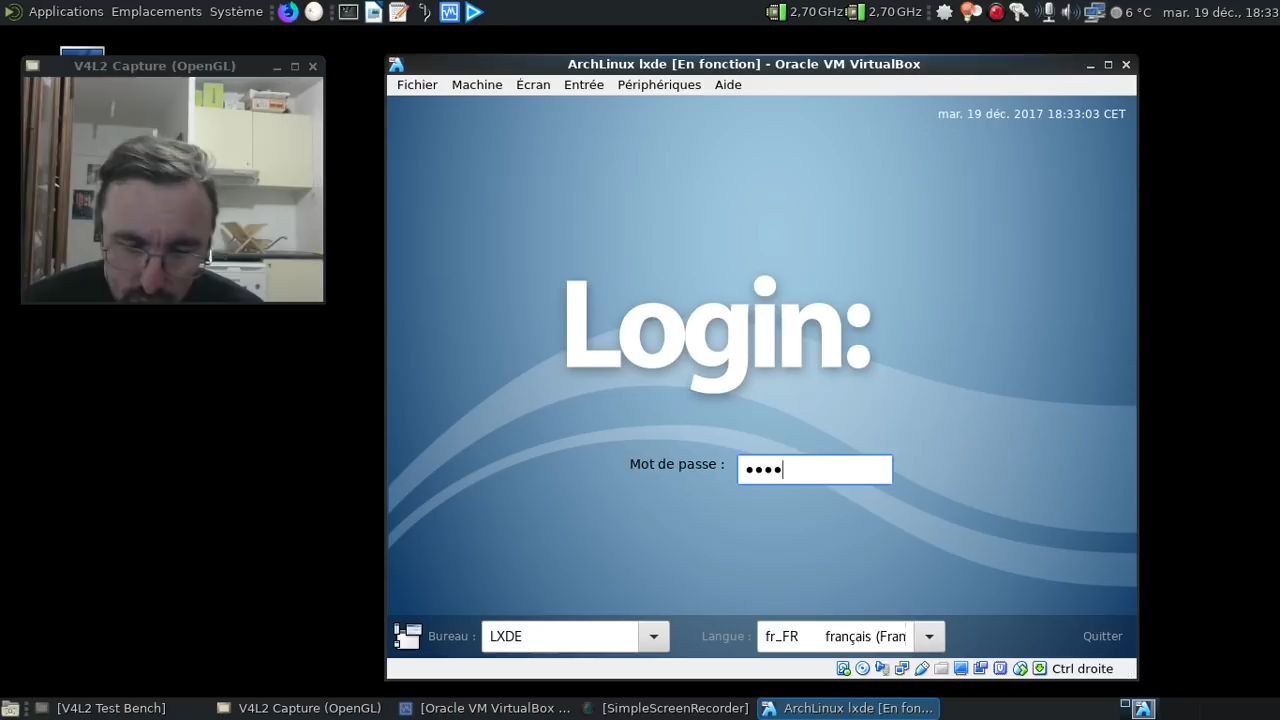 Applications Emplacements Système
2,70 GHz 2,70 GHz
6 °C mar. 19 déc., 18:33
V4L2 Capture (OpenGL)
ArchLinux lxde [En fonction] - Oracle VM VirtualBox
Fichier Machine Écran Entrée Périphériques Aide
mar. 19 déc. 2017 18:33:03 CET
Login:
Mot de passe : ••••
Bureau : LXDE Langue : fr_FR français (Fran Quitter
Ctrl droite
[V4L2 Test Bench] V4L2 Capture (OpenGL) [Oracle VM VirtualBox ... [SimpleScreenRecorder] ArchLinux lxde [En fon...